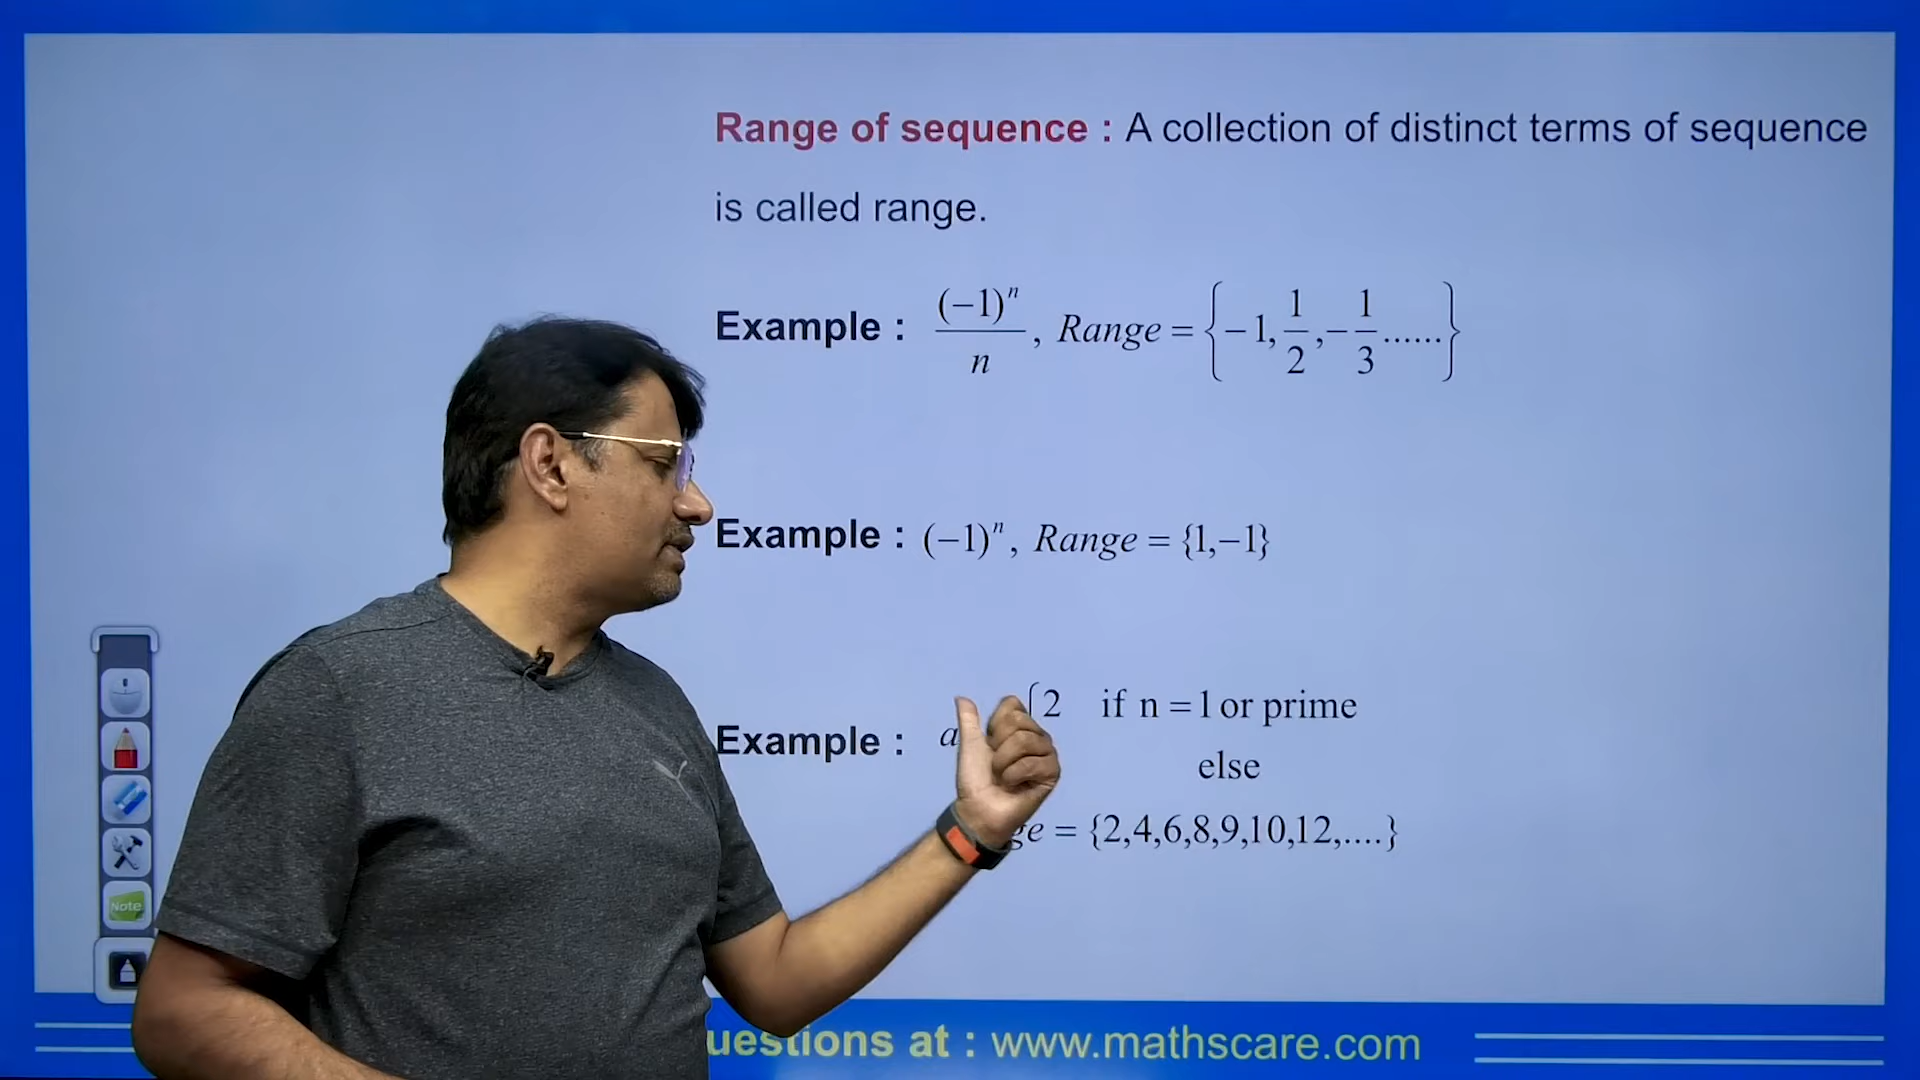 Range of sequence : A collection of distinct terms of sequence
is called range.
Example : (−1)ⁿ / n , Range = {−1, 1/2, −1/3 ......}
Example : (−1)ⁿ, Range = {1,−1}
Example : a {2 if n = 1 or prime
else
= {2,4,6,8,9,10,12,....}
Note
at : www.mathscare.com